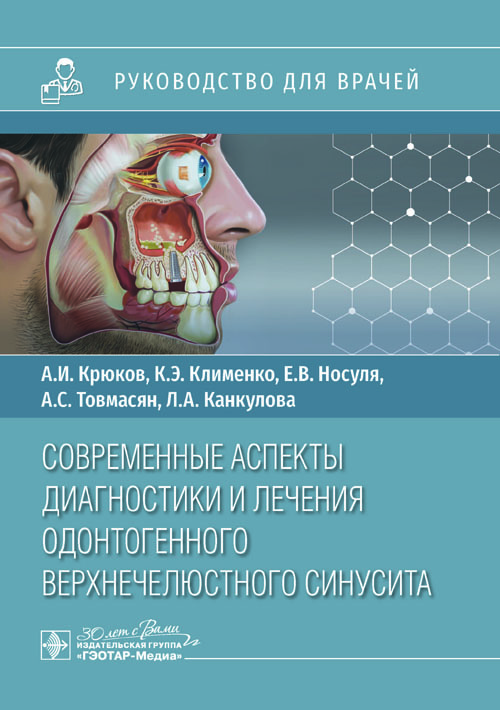 РУКОВОДСТВО ДЛЯ ВРАЧЕЙ
А.И. Крюков, К.Э. Клименко, Е.В. Носуля,
А.С. Товмасян, Л.А. Канкулова
СОВРЕМЕННЫЕ АСПЕКТЫ
ДИАГНОСТИКИ И ЛЕЧЕНИЯ
ОДОНТОГЕННОГО
ВЕРХНЕЧЕЛЮСТНОГО СИНУСИТА
30 лет с Вами
ИЗДАТЕЛЬСКАЯ ГРУППА
«ГЭОТАР-Медиа»